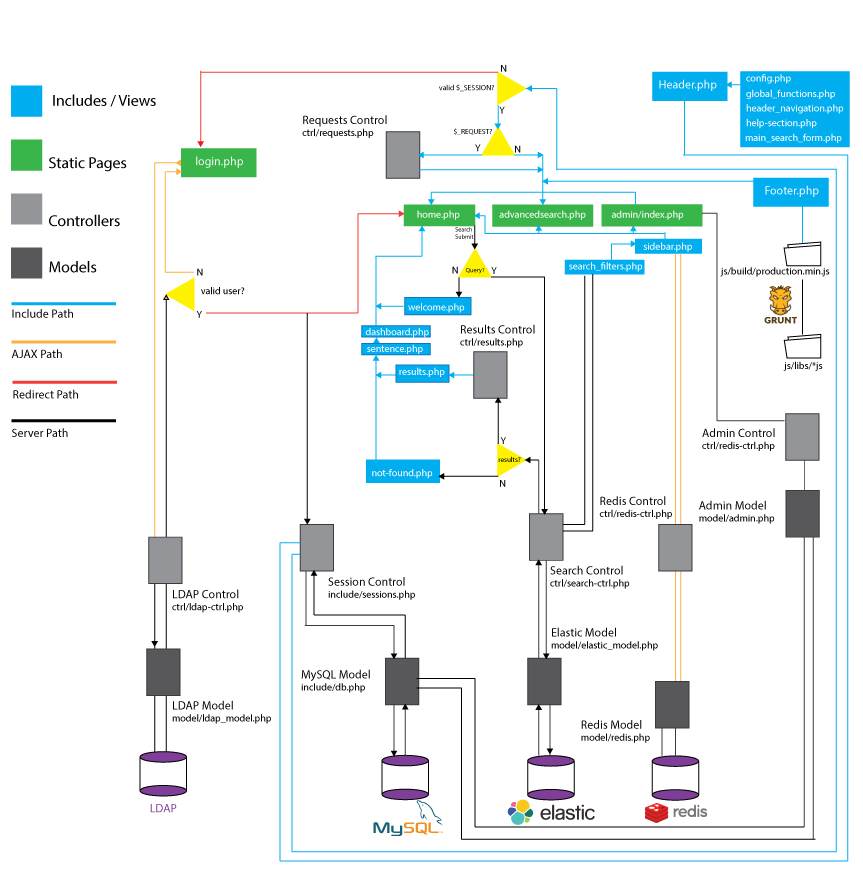 N
valid $_SESSION?
Y
Header.php
config.php
global_functions.php
header_navigation.php
help-section.php
main_search_form.php
Includes / Views
Static Pages
Controllers
Models
Include Path
AJAX Path
Redirect Path
Server Path
Requests Control
ctrl/requests.php
$_REQUEST?
Y
N
login.php
Footer.php
home.php
advancedsearch.php
admin/index.php
Search
Submit
sidebar.php
search_filters.php
N
Query?
Y
js/build/production.min.js
GRUNT
js/libs/*js
N
valid user?
Y
welcome.php
dashboard.php
sentence.php
results.php
Results Control
ctrl/results.php
Y
results?
N
not-found.php
Admin Control
ctrl/redis-ctrl.php
Admin Model
model/admin.php
Redis Control
ctrl/redis-ctrl.php
Search Control
ctrl/search-ctrl.php
Session Control
include/sessions.php
LDAP Control
ctrl/ldap-ctrl.php
Elastic Model
model/elastic_model.php
MySQL Model
include/db.php
LDAP Model
model/ldap_model.php
Redis Model
model/redis.php
LDAP
MySQL
elastic
redis